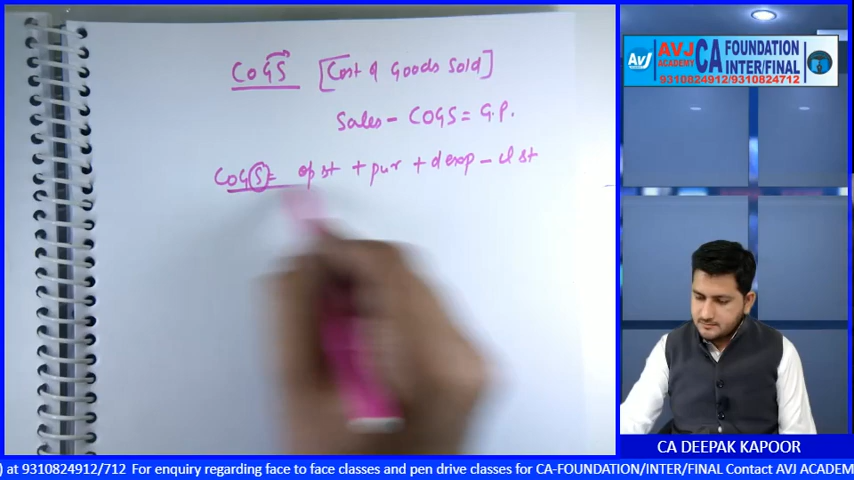 COGS [Cost of Goods Sold]
Sales - COGS = G.P.
COGS = op st + pur + d exp - cl st
AVJ ACADEMY CA FOUNDATION INTER/FINAL
9310824912/9310824712
CA DEEPAK KAPOOR
) at 9310824912/712 For enquiry regarding face to face classes and pen drive classes for CA-FOUNDATION/INTER/FINAL Contact AVJ ACADEM